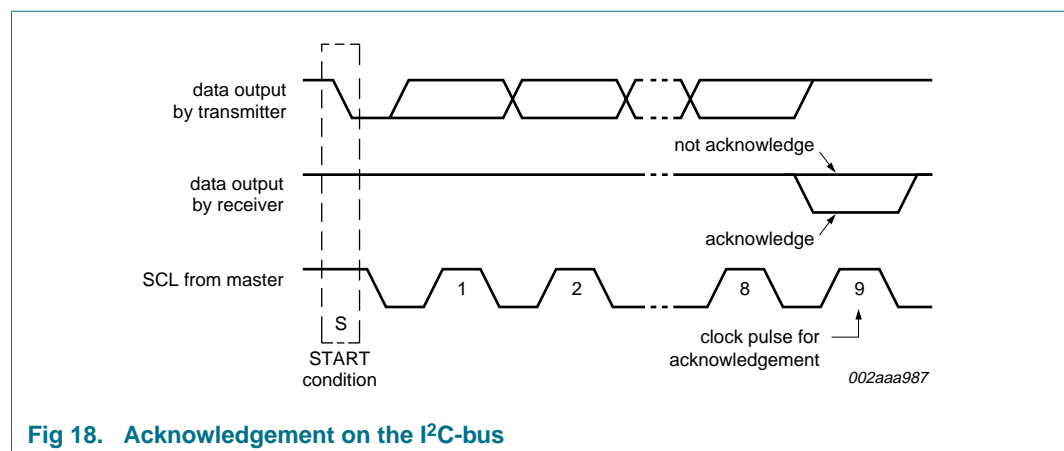 data output
by transmitter
not acknowledge
data output
by receiver
acknowledge
SCL from master
1
2
8
9
S
START
condition
clock pulse for
acknowledgement
002aaa987
Fig 18. Acknowledgement on the I²C-bus